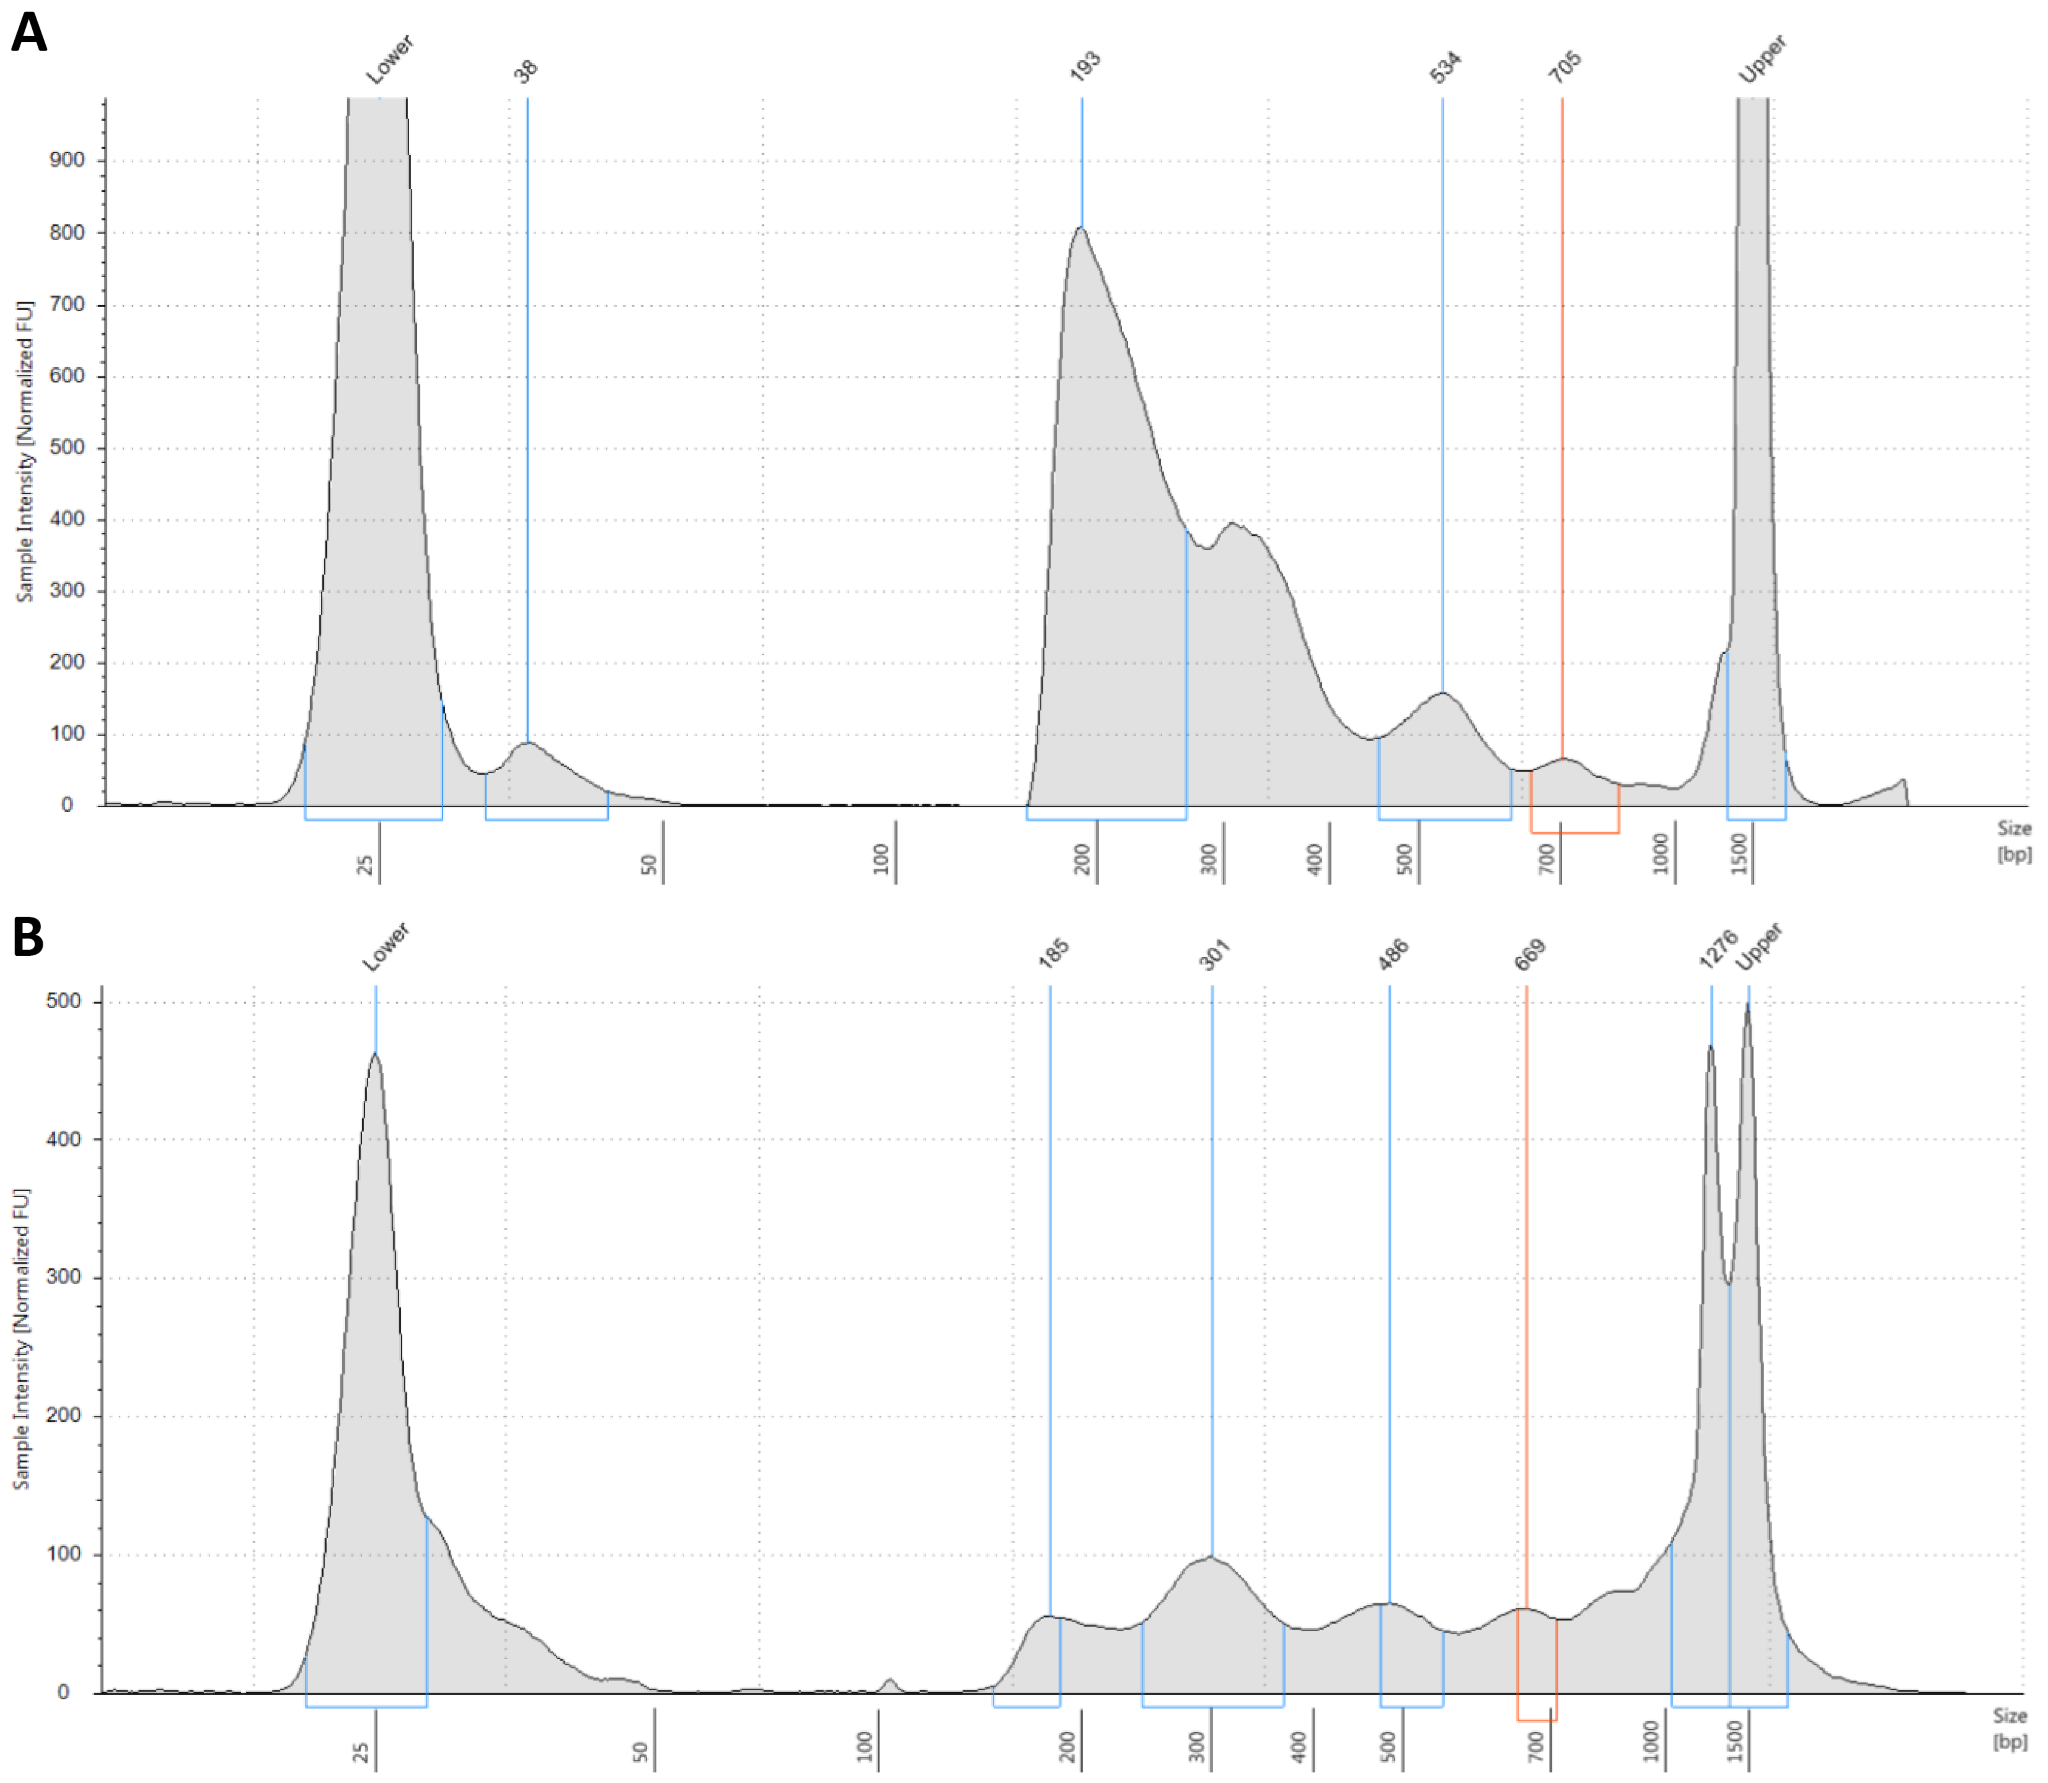 A
Lower 38 193 534 705 Upper
Sample Intensity [Normalized FU]
900
800
700
600
500
400
300
200
100
0
25 50 100 200 300 400 500 700 1000 1500
Size
[bp]
B
Lower 185 301 486 669 1276 Upper
Sample Intensity [Normalized FU]
500
400
300
200
100
0
25 50 100 200 300 400 500 700 1000 1500
Size
[bp]